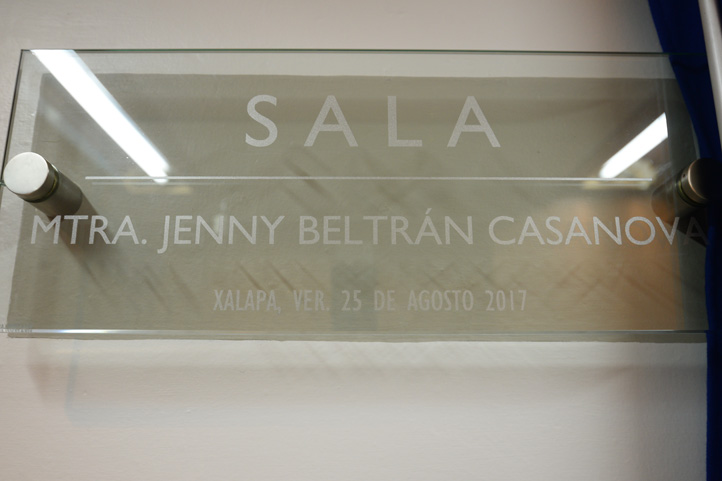 SALA
MTRA. JENNY BELTRÁN CASANOVA
XALAPA, VER. 25 DE AGOSTO 2017